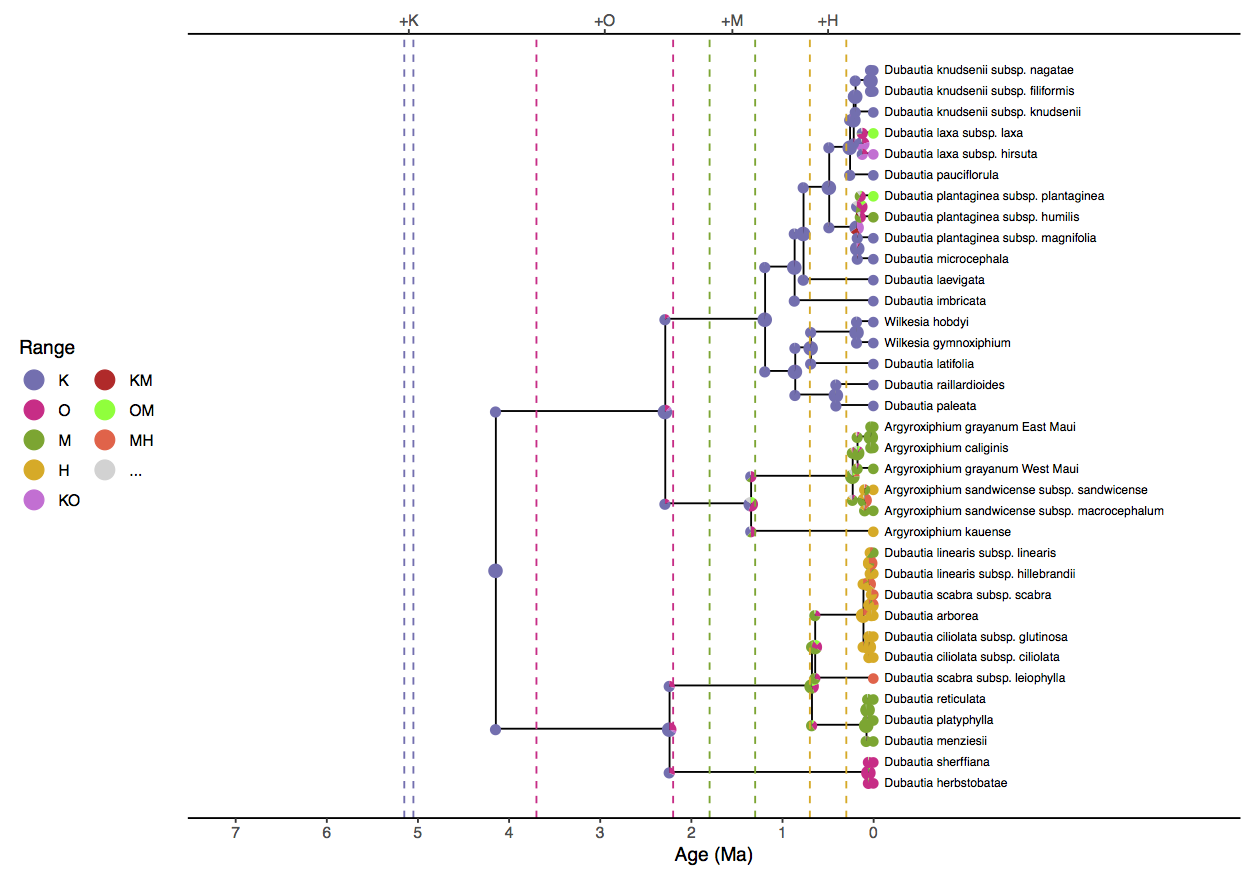 +K +O +M +H
Dubautia knudsenii subsp. nagatae
Dubautia knudsenii subsp. filiformis
Dubautia knudsenii subsp. knudsenii
Dubautia laxa subsp. laxa
Dubautia laxa subsp. hirsuta
Dubautia pauciflorula
Dubautia plantaginea subsp. plantaginea
Dubautia plantaginea subsp. humilis
Dubautia plantaginea subsp. magnifolia
Dubautia microcephala
Dubautia laevigata
Dubautia imbricata
Wilkesia hobdyi
Wilkesia gymnoxiphium
Dubautia latifolia
Dubautia raillardioides
Dubautia paleata
Argyroxiphium grayanum East Maui
Argyroxiphium caliginis
Argyroxiphium grayanum West Maui
Argyroxiphium sandwicense subsp. sandwicense
Argyroxiphium sandwicense subsp. macrocephalum
Argyroxiphium kauense
Dubautia linearis subsp. linearis
Dubautia linearis subsp. hillebrandii
Dubautia scabra subsp. scabra
Dubautia arborea
Dubautia ciliolata subsp. glutinosa
Dubautia ciliolata subsp. ciliolata
Dubautia scabra subsp. leiophylla
Dubautia reticulata
Dubautia platyphylla
Dubautia menziesii
Dubautia sherffiana
Dubautia herbstobatae
Range
K KM
O OM
M MH
H ...
KO
7 6 5 4 3 2 1 0
Age (Ma)